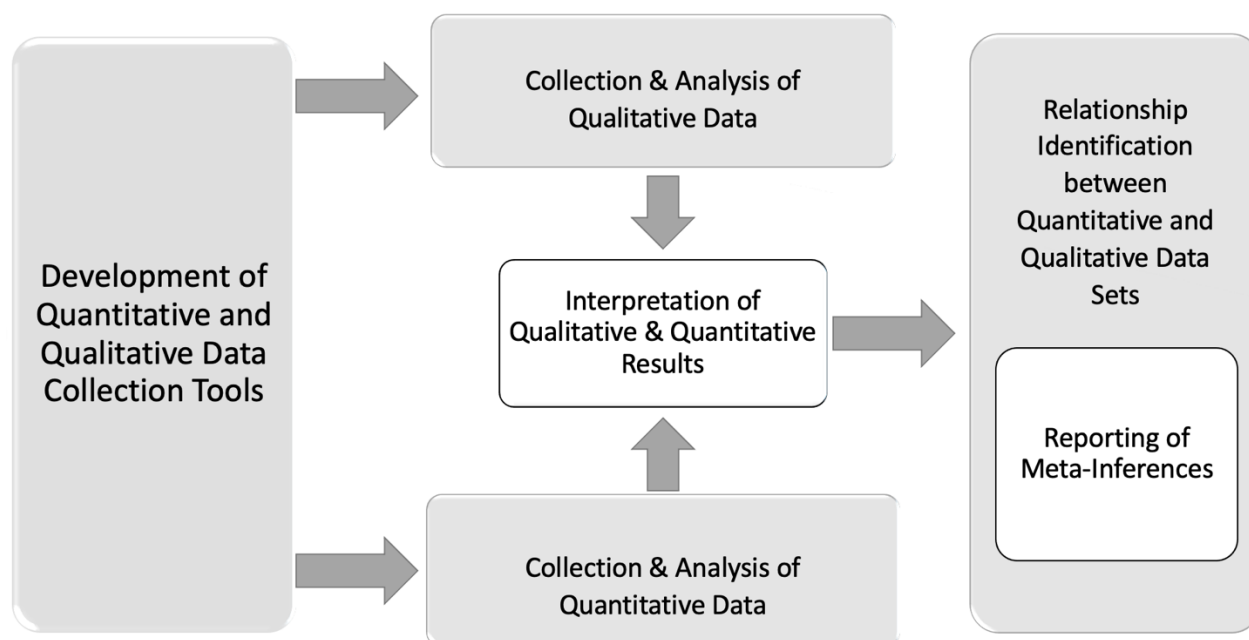 Development of
Quantitative and
Qualitative Data
Collection Tools
Collection & Analysis of
Qualitative Data
Interpretation of
Qualitative & Quantitative
Results
Collection & Analysis of
Quantitative Data
Relationship
Identification
between
Quantitative and
Qualitative Data
Sets
Reporting of
Meta-Inferences